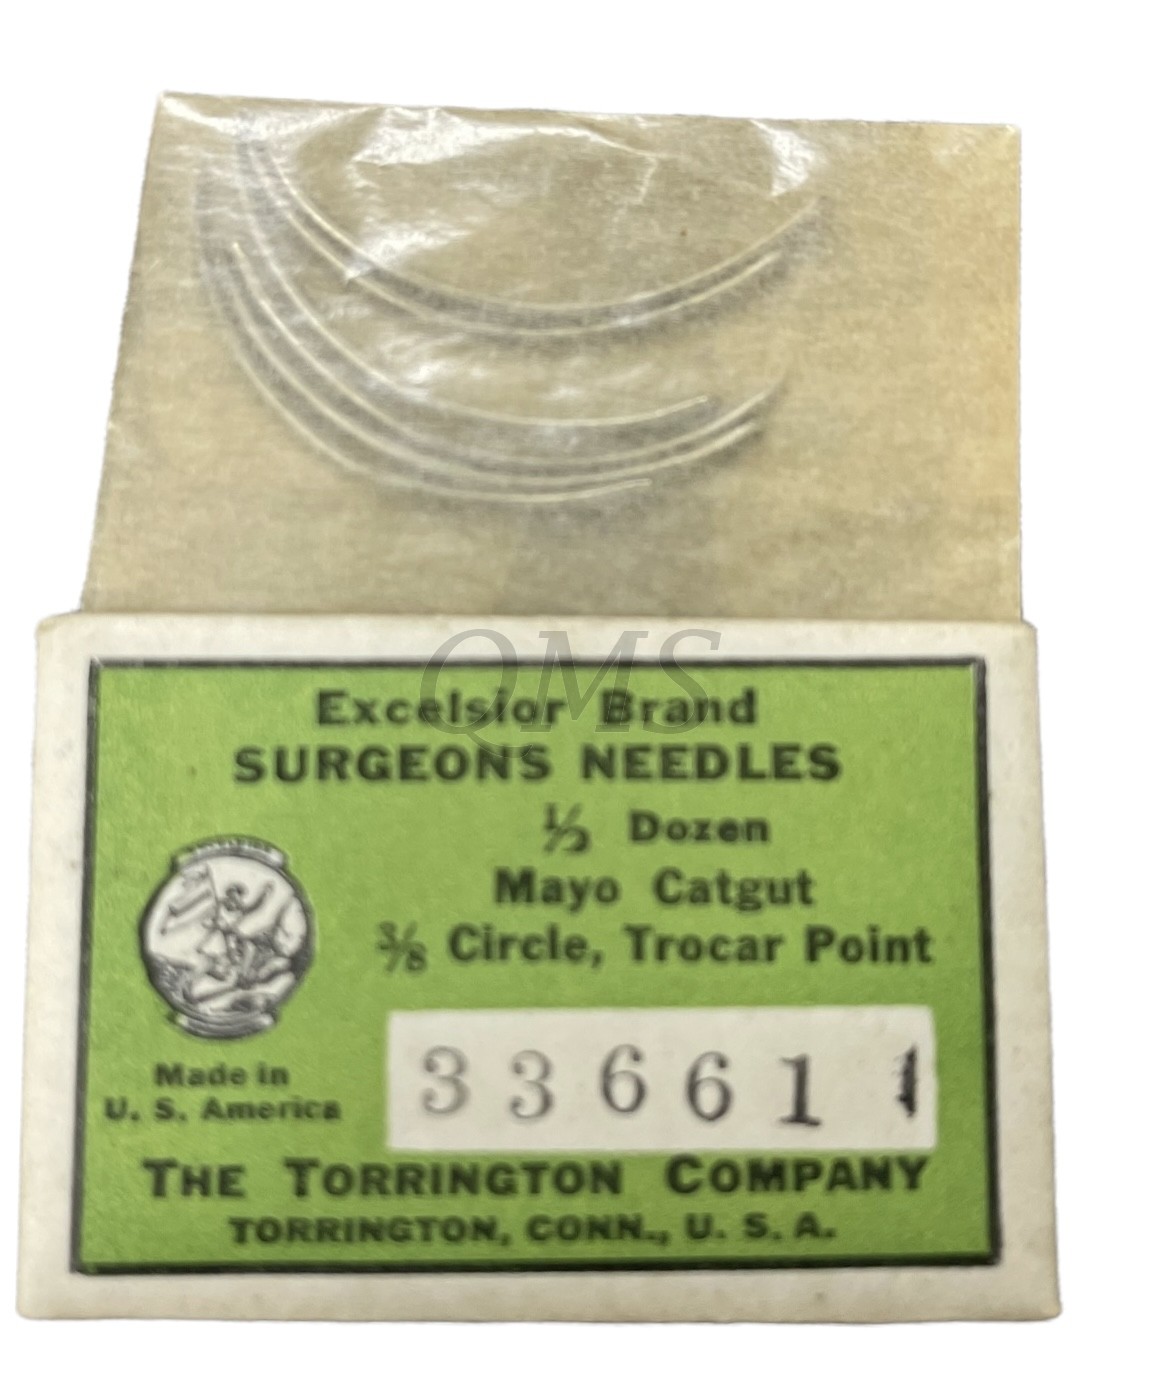 QMS
Excelsior Brand
SURGEONS NEEDLES
½ Dozen
Mayo Catgut
⅜ Circle, Trocar Point
33661
Made in
U. S. America
THE TORRINGTON COMPANY
TORRINGTON, CONN., U. S. A.